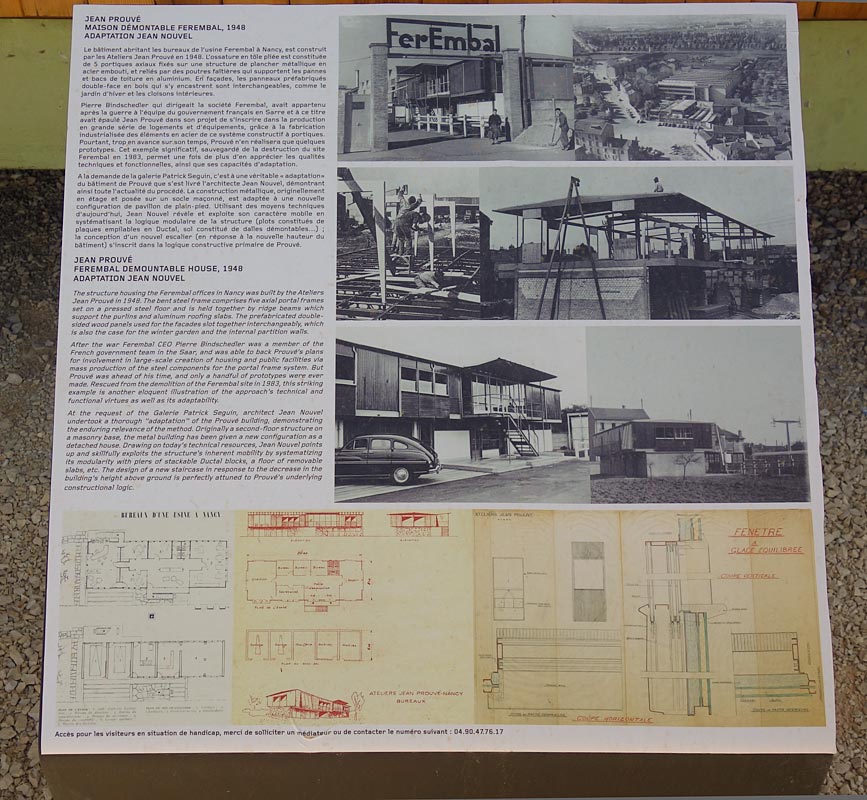 JEAN PROUVÉ
MAISON DÉMONTABLE FEREMBAL, 1948
ADAPTATION JEAN NOUVEL
Le bâtiment abritant les bureaux de l'usine Ferembal à Nancy, est construit
par les Ateliers Jean Prouvé en 1948. L'ossature en tôle pliée est constituée
de 5 portiques axiaux fixés sur une structure de plancher métallique en
acier embouti, et reliés par des poutres faîtières qui supportent les pannes
et bacs de toiture en aluminium. En façades, les panneaux préfabriqués
double-face en bois qui s'y encastrent sont interchangeables, comme le
jardin d'hiver et les cloisons intérieures.
Pierre Bindschedler qui dirigeait la société Ferembal, avait appartenu
après la guerre à l'équipe du gouvernement français en Sarre et à ce titre
avait épaulé Jean Prouvé dans son projet de s'inscrire dans la production
en grande série de logements et d'équipements, grâce à la fabrication
industrialisée des éléments en acier de ce système constructif à portiques.
Pourtant, trop en avance sur son temps, Prouvé n'en réalisera que quelques
prototypes. Cet exemple significatif, sauvegardé de la destruction du site
Ferembal en 1983, permet une fois de plus d'en apprécier les qualités
techniques et fonctionnelles, ainsi que ses capacités d'adaptation.
A la demande de la galerie Patrick Seguin, c'est à une véritable « adaptation»
du bâtiment de Prouvé que s'est livré l'architecte Jean Nouvel, démontrant
ainsi toute l'actualité du procédé. La construction métallique, originellement
en étage et posée sur un socle maçonné, est adaptée à une nouvelle
configuration de pavillon de plain-pied. Utilisant des moyens techniques
d'aujourd'hui, Jean Nouvel révèle et exploite son caractère mobile en
systématisant la logique modulaire de la structure (plots constitués de
plaques empilables en Ductal, sol constitué de dalles démontables...) ;
la conception d'un nouvel escalier (en réponse à la nouvelle hauteur du
bâtiment) s'inscrit dans la logique constructive primaire de Prouvé.
JEAN PROUVÉ
FEREMBAL DEMOUNTABLE HOUSE, 1948
ADAPTATION JEAN NOUVEL
The structure housing the Ferembal offices in Nancy was built by the Ateliers
Jean Prouvé in 1948. The bent steel frame comprises five axial portal frames
set on a pressed steel floor and is held together by ridge beams which
support the purlins and aluminum roofing slabs. The prefabricated double-
sided wood panels used for the facades slot together interchangeably, which
is also the case for the winter garden and the internal partition walls.
After the war Ferembal CEO Pierre Bindschedler was a member of the
French government team in the Saar, and was able to back Prouvé's plans
for involvement in large-scale creation of housing and public facilities via
mass production of the steel components for the portal frame system. But
Prouvé was ahead of his time, and only a handful of prototypes were ever
made. Rescued from the demolition of the Ferembal site in 1983, this striking
example is another eloquent illustration of the approach's technical and
functional virtues as well as its adaptability.
At the request of the Galerie Patrick Seguin, architect Jean Nouvel
undertook a thorough "adaptation" of the Prouvé building, demonstrating
the enduring relevance of the method. Originally a second-floor structure on
a masonry base, the metal building has been given a new configuration as a
detached house. Drawing on today's technical resources, Jean Nouvel points
up and skillfully exploits the structure's inherent mobility by systematizing
its modularity with piers of stackable Ductal blocks, a floor of removable
slabs, etc. The design of a new staircase in response to the decrease in the
building's height above ground is perfectly attuned to Prouvé's underlying
constructional logic.
FerEmbal
BUREAUX D'UNE USINE A NANCY
ATELIERS JEAN PROUVÉ-NANCY
BUREAUX
ATELIERS JEAN PROUVÉ
FENETRE
A
GLACE EQUILIBREE
COUPE VERTICALE
COUPE HORIZONTALE
Accès pour les visiteurs en situation de handicap, merci de solliciter un médiateur ou de contacter le numéro suivant : 04.90.47.76.17